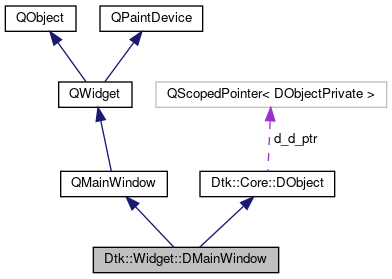 QObject
QPaintDevice
QWidget
QScopedPointer< DObjectPrivate >
d_d_ptr
QMainWindow
Dtk::Core::DObject
Dtk::Widget::DMainWindow